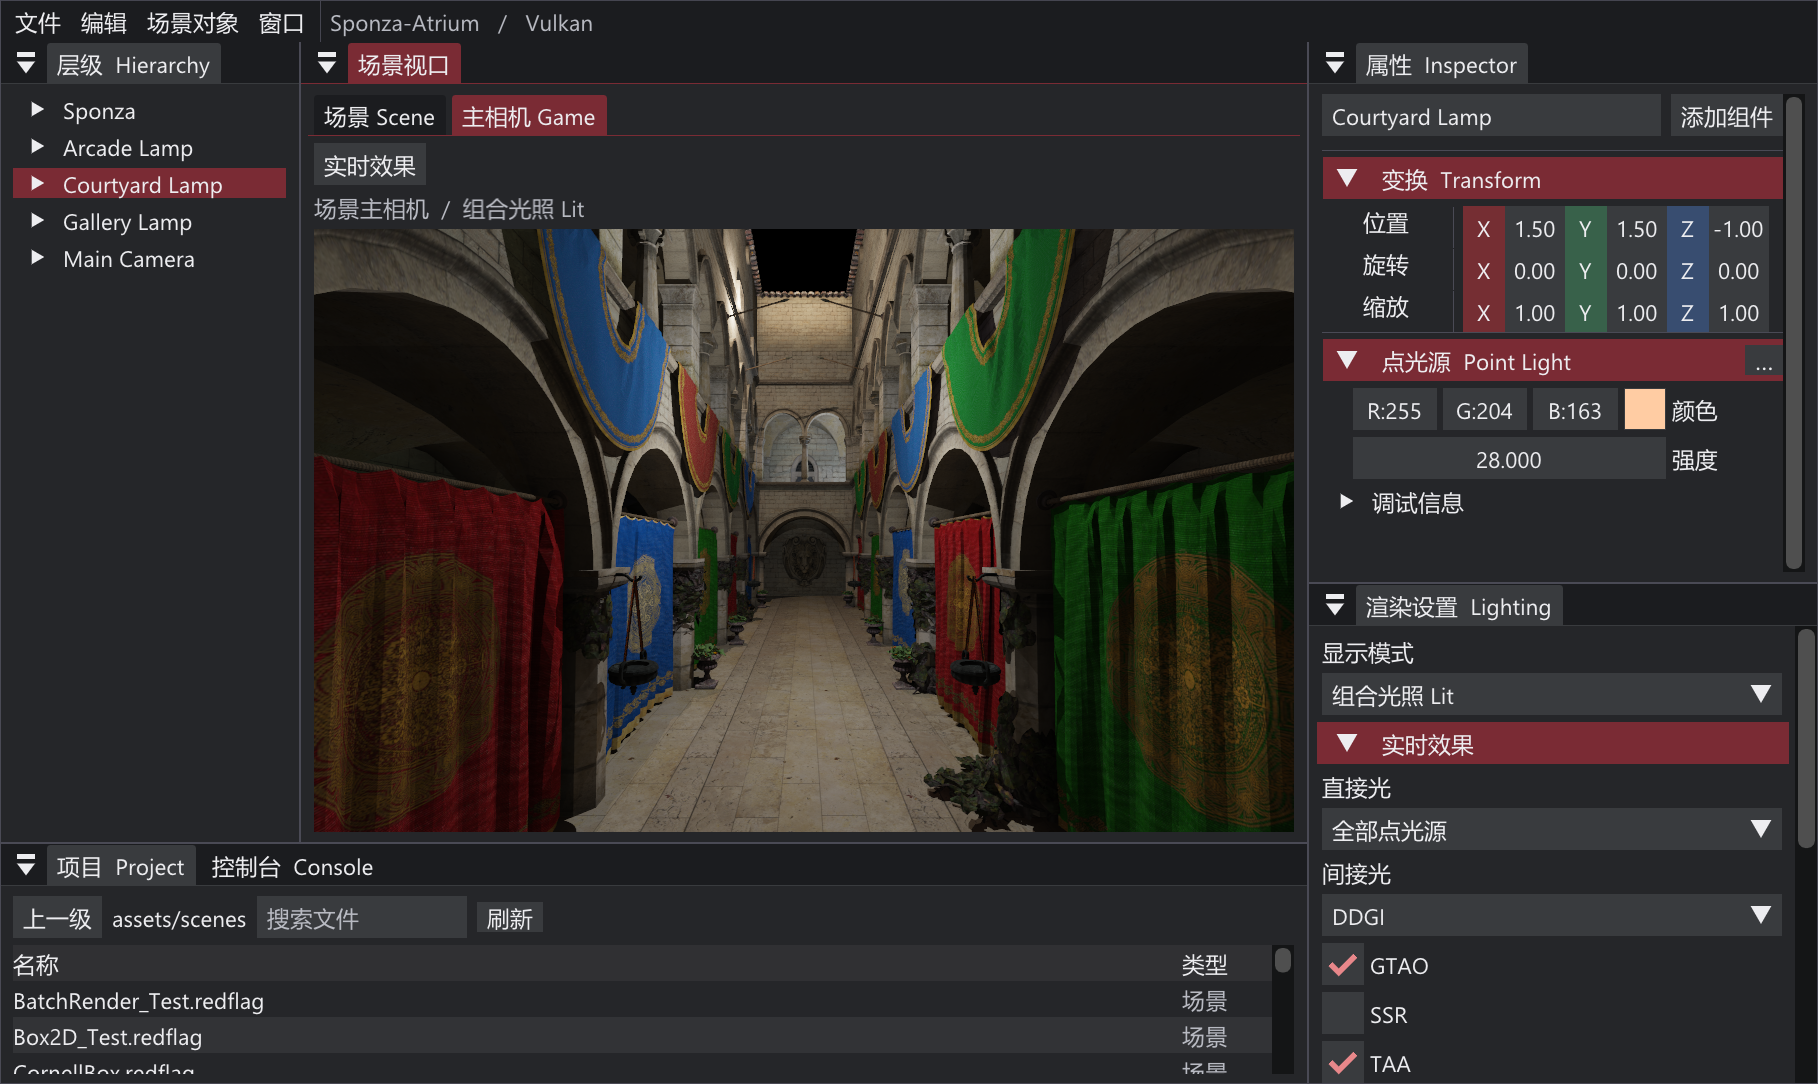 文件 编辑 场景对象 窗口 Sponza-Atrium / Vulkan
层级 Hierarchy
Sponza
Arcade Lamp
Courtyard Lamp
Gallery Lamp
Main Camera
场景视口
场景 Scene 主相机 Game
实时效果
场景主相机 / 组合光照 Lit
项目 Project 控制台 Console
上一级 assets/scenes 搜索文件 刷新
名称 类型
BatchRender_Test.redflag 场景
Box2D_Test.redflag 场景
CornellBox.redflag 场景
属性 Inspector
Courtyard Lamp 添加组件
变换 Transform
位置 X 1.50 Y 1.50 Z -1.00
旋转 X 0.00 Y 0.00 Z 0.00
缩放 X 1.00 Y 1.00 Z 1.00
点光源 Point Light ...
R:255 G:204 B:163 颜色
28.000 强度
调试信息
渲染设置 Lighting
显示模式
组合光照 Lit
实时效果
直接光
全部点光源
间接光
DDGI
GTAO
SSR
TAA